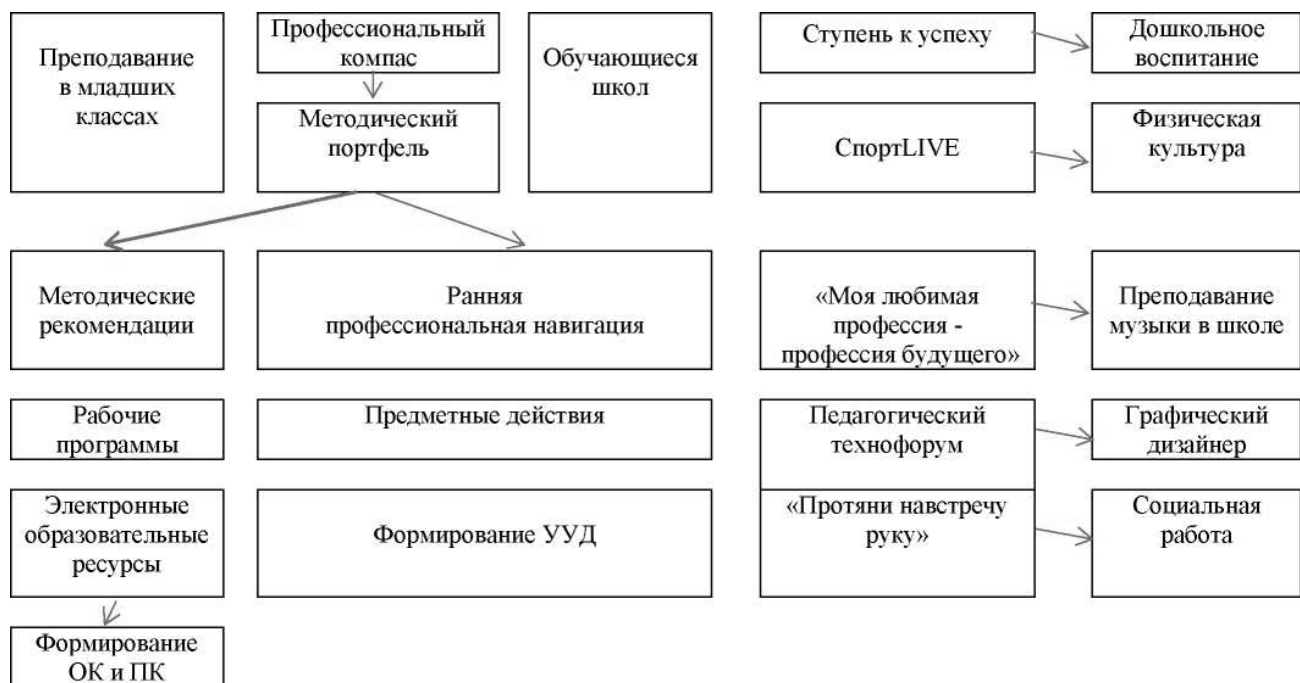 Преподавание
в младших
классах
Профессиональный
компас
Методический
портфель
Обучающиеся
школ
Ступень к успеху
Дошкольное
воспитание
СпортLIVE
Физическая
культура
Методические
рекомендации
Ранняя
профессиональная навигация
«Моя любимая
профессия -
профессия будущего»
Преподавание
музыки в школе
Рабочие
программы
Предметные действия
Педагогический
технофорум
Графический
дизайнер
Электронные
образовательные
ресурсы
Формирование УУД
«Протяни навстречу
руку»
Социальная
работа
Формирование
ОК и ПК